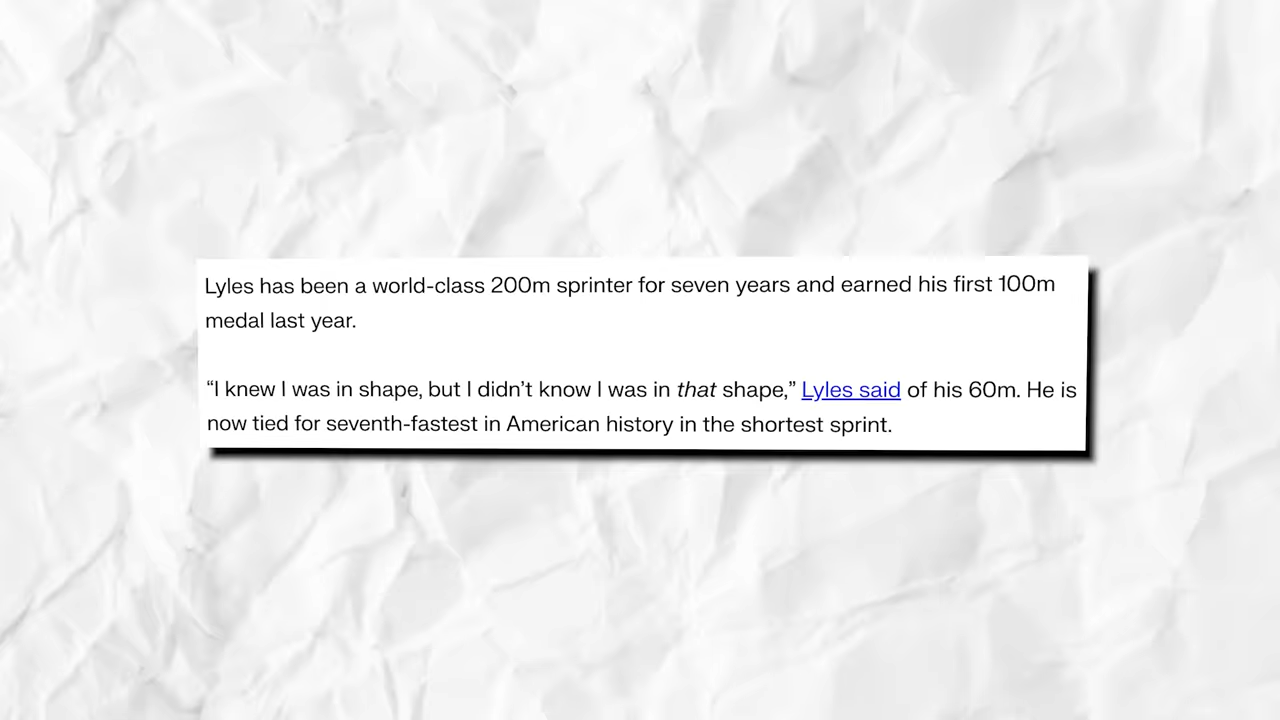 Lyles has been a world-class 200m sprinter for seven years and earned his first 100m
medal last year.
“I knew I was in shape, but I didn’t know I was in that shape,” Lyles said of his 60m. He is
now tied for seventh-fastest in American history in the shortest sprint.